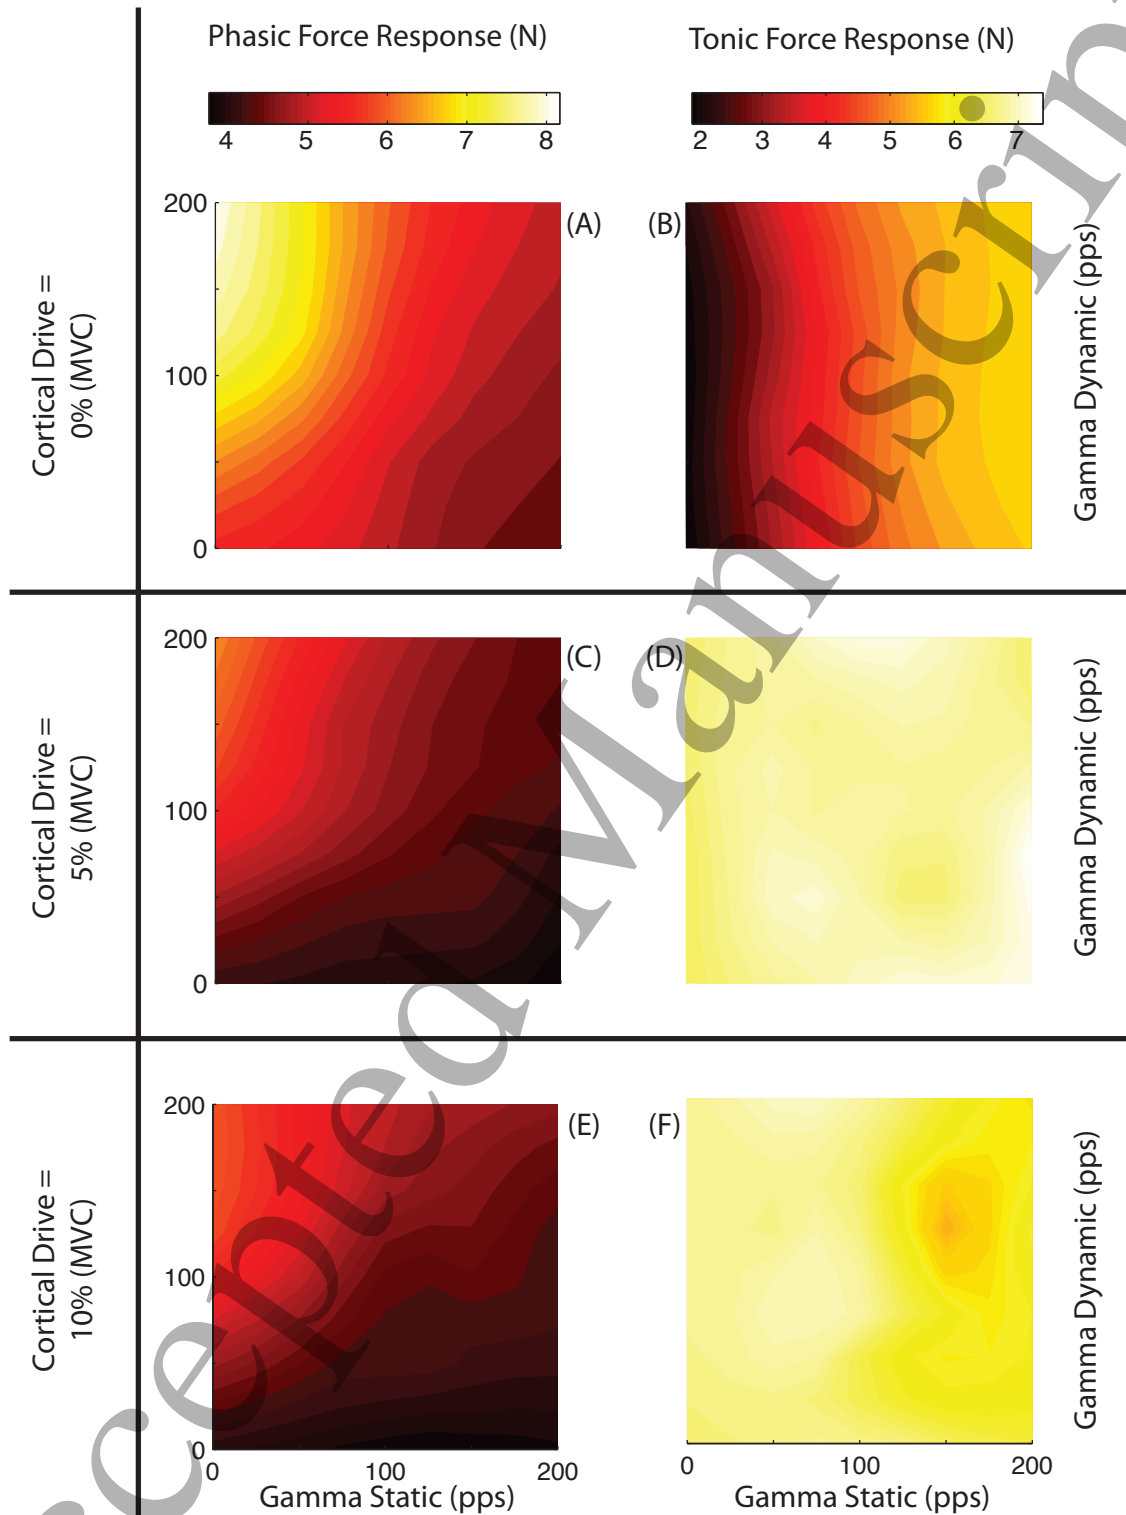 Phasic Force Response (N)
Tonic Force Response (N)
4 5 6 7 8
2 3 4 5 6 7
Cortical Drive =
0% (MVC)
200
100
0
(A)
(B)
Gamma Dynamic (pps)
Cortical Drive =
5% (MVC)
200
100
0
(C)
(D)
Gamma Dynamic (pps)
Cortical Drive =
10% (MVC)
200
100
0
(E)
(F)
Gamma Dynamic (pps)
100 200
0 100 200
Gamma Static (pps)
Gamma Static (pps)
Accepted Manuscript